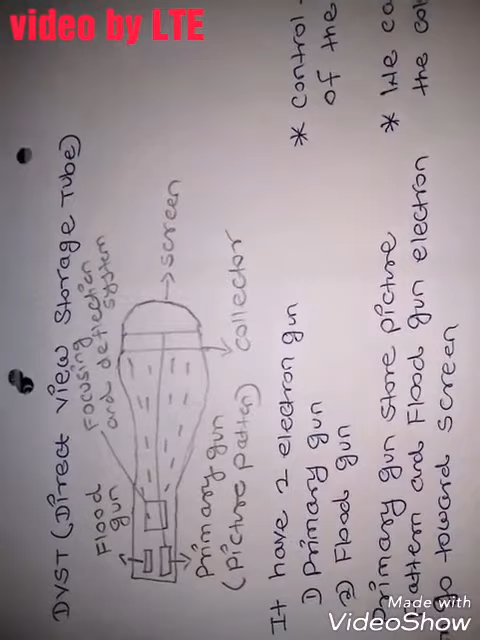 video by LTE
DVST (Direct view storage Tube)
Focusing
and deflection
system
Flood
gun
→screen
collector
Primary gun
(Picture patten)
It have 2 electron gun
1) Primary gun
2) Flood gun
Primary gun store picture
Pattern and Flood gun electron
go toward screen
* control
of the
* We ca
the co
Made with
VideoShow